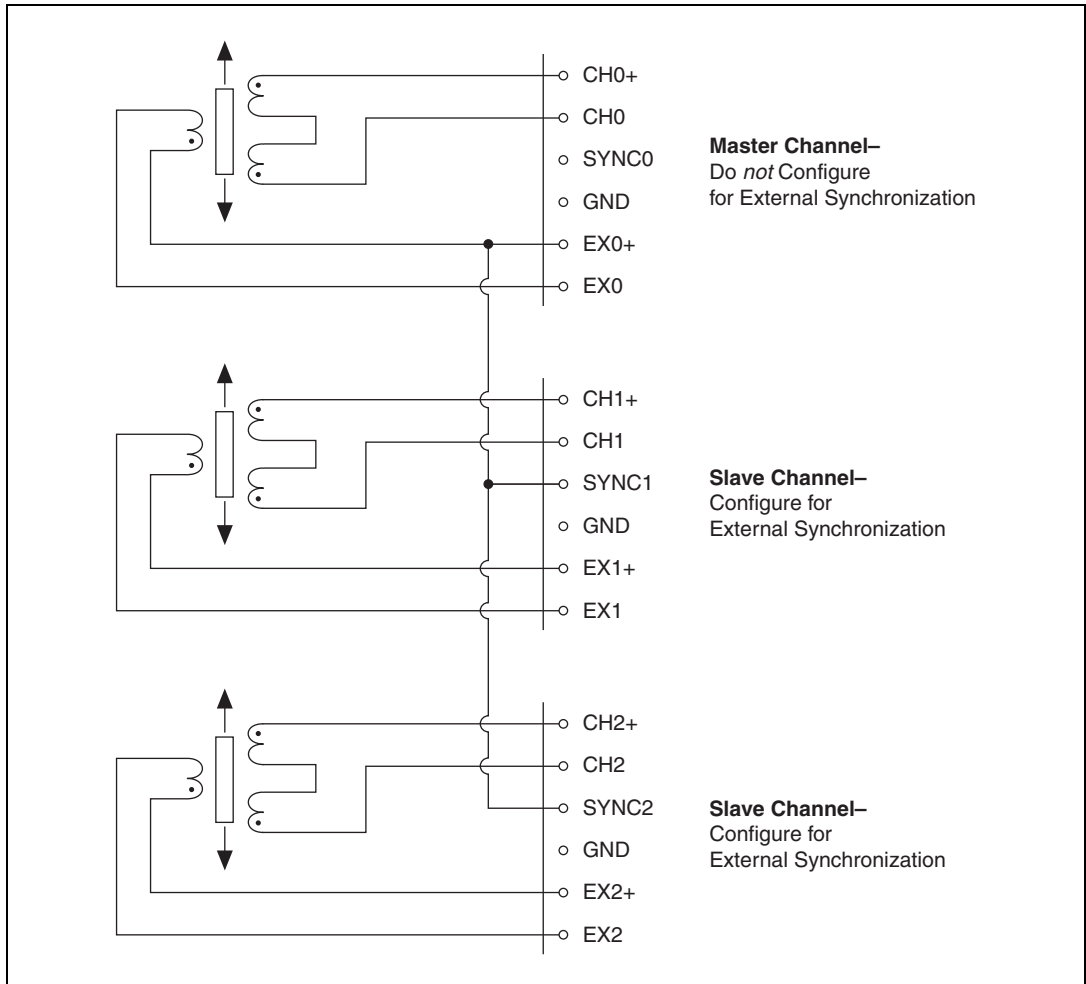 CH0+
CH0
SYNC0
GND
EX0+
EX0
Master Channel–
Do not Configure
for External Synchronization
CH1+
CH1
SYNC1
GND
EX1+
EX1
Slave Channel–
Configure for
External Synchronization
CH2+
CH2
SYNC2
GND
EX2+
EX2
Slave Channel–
Configure for
External Synchronization